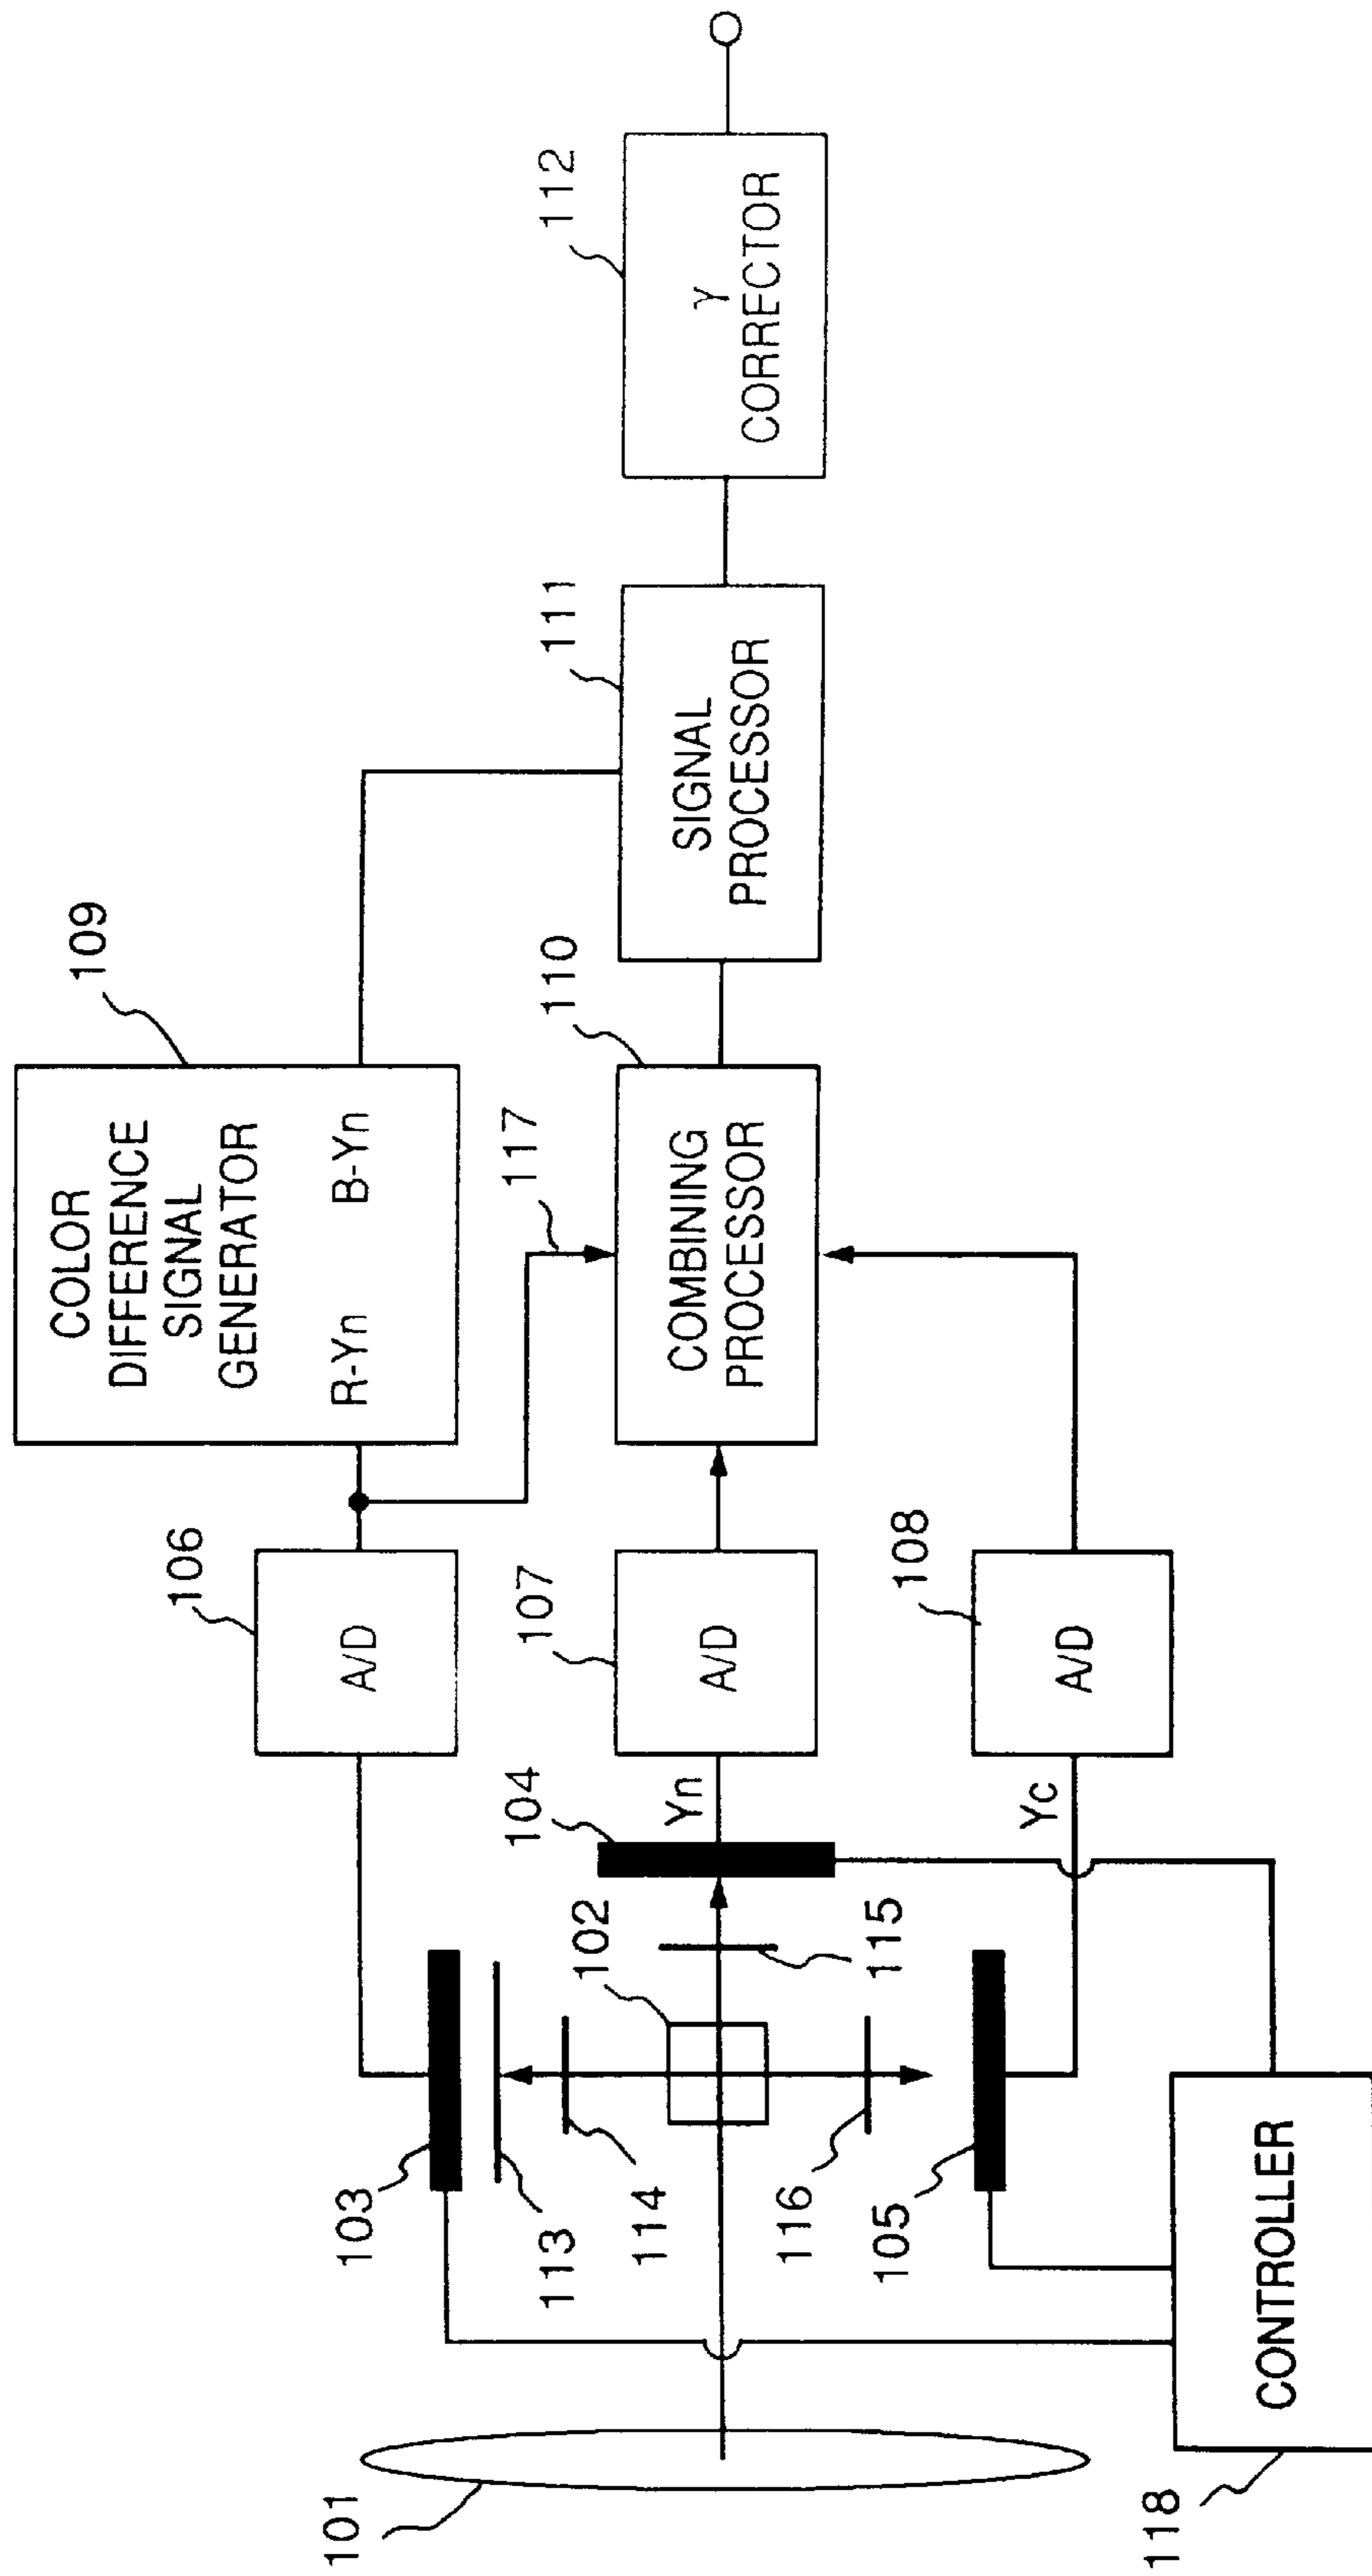 109
COLOR
DIFFERENCE
SIGNAL
GENERATOR
R-Yn B-Yn
106
A/D
117
103
113
114
102
104
Yn
107
A/D
110
COMBINING
PROCESSOR
111
SIGNAL
PROCESSOR
112
γ
CORRECTOR
101
116
115
105
Yc
108
A/D
118
CONTROLLER